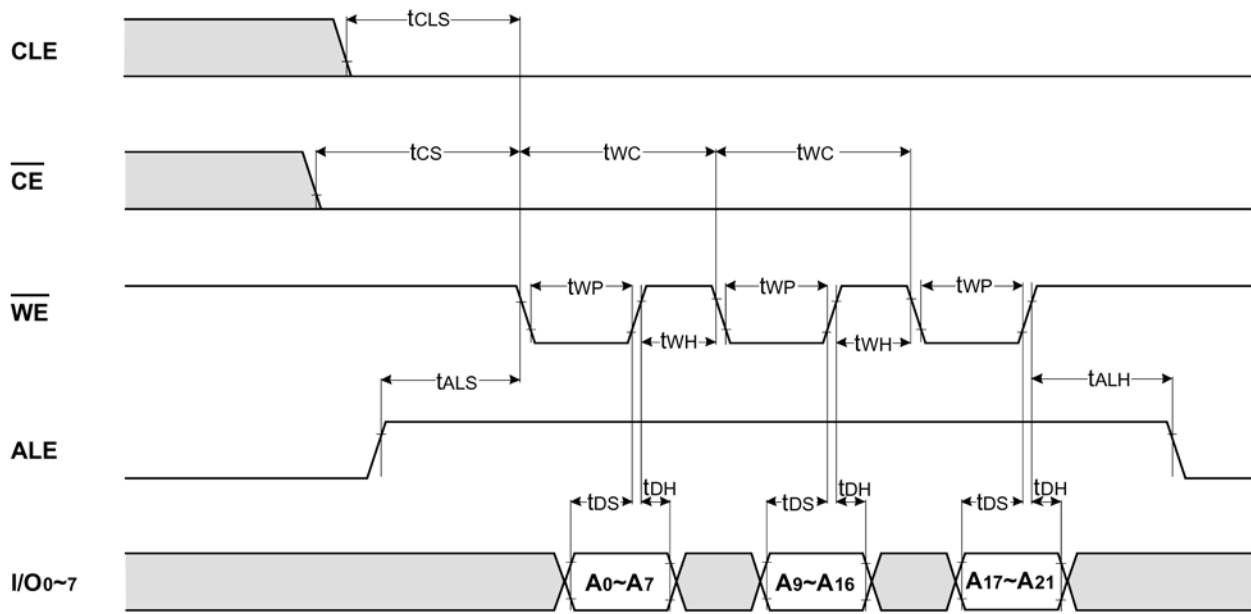 CLE
tCLS
CE
tCS
tWC
tWC
WE
tWP
tWP
tWP
tWH
tWH
tALS
tALH
ALE
tDS
tDH
tDS
tDH
tDS
tDH
I/O0~7
A0~A7
A9~A16
A17~A21